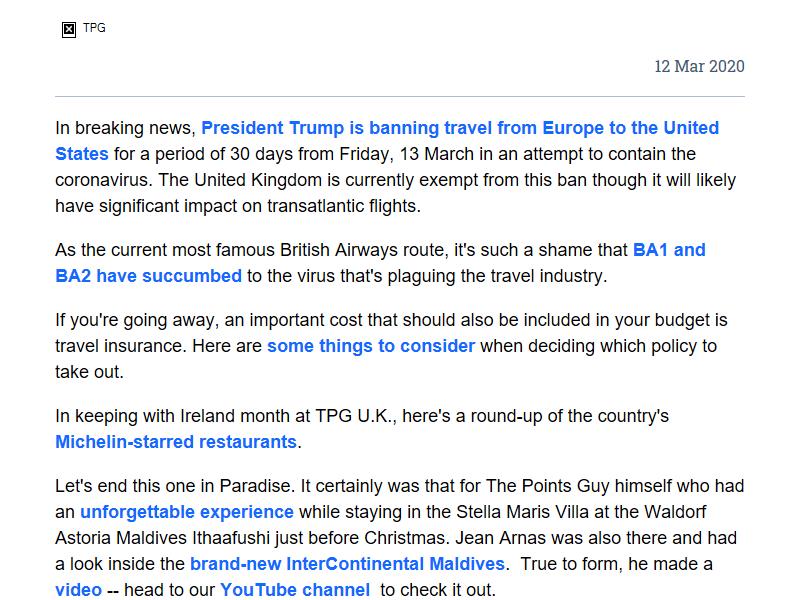 TPG
12 Mar 2020
In breaking news, President Trump is banning travel from Europe to the United
States for a period of 30 days from Friday, 13 March in an attempt to contain the
coronavirus. The United Kingdom is currently exempt from this ban though it will likely
have significant impact on transatlantic flights.
As the current most famous British Airways route, it's such a shame that BA1 and
BA2 have succumbed to the virus that's plaguing the travel industry.
If you're going away, an important cost that should also be included in your budget is
travel insurance. Here are some things to consider when deciding which policy to
take out.
In keeping with Ireland month at TPG U.K., here's a round-up of the country's
Michelin-starred restaurants.
Let's end this one in Paradise. It certainly was that for The Points Guy himself who had
an unforgettable experience while staying in the Stella Maris Villa at the Waldorf
Astoria Maldives Ithaafushi just before Christmas. Jean Arnas was also there and had
a look inside the brand-new InterContinental Maldives.  True to form, he made a
video -- head to our YouTube channel  to check it out.